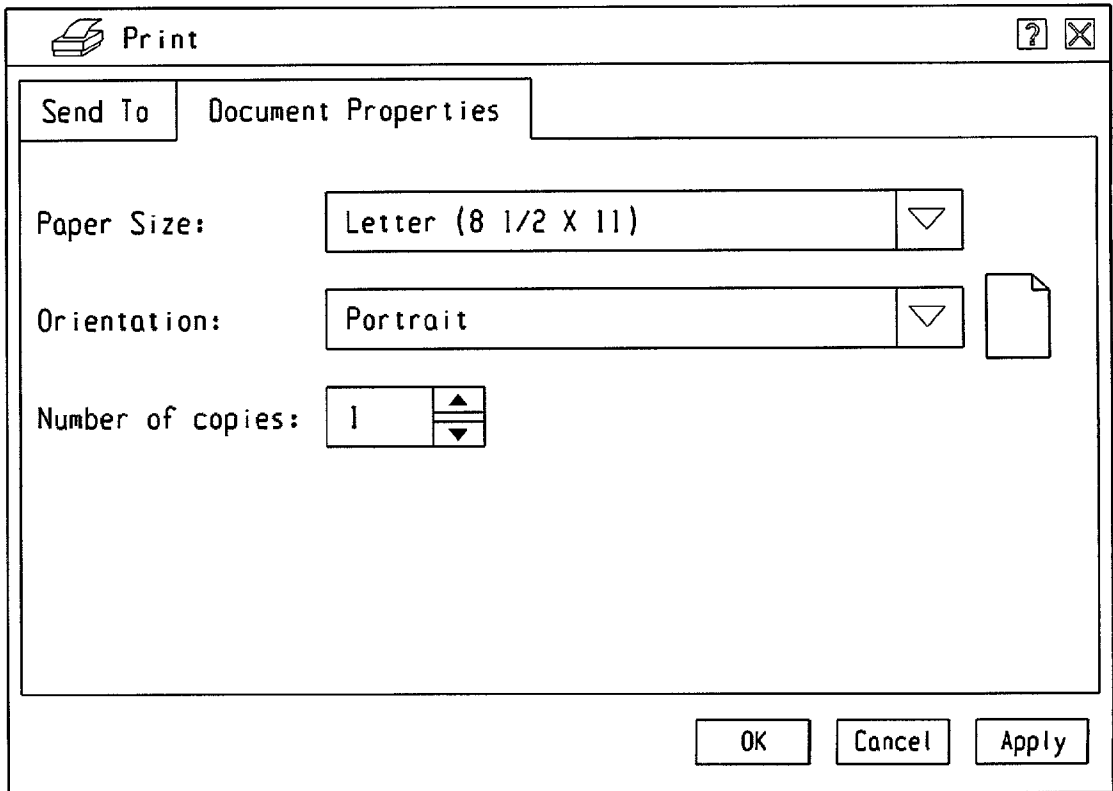 Print ?
Send To Document Properties
Paper Size: Letter (8 1/2 X 11)
Orientation: Portrait
Number of copies: 1
OK Cancel Apply